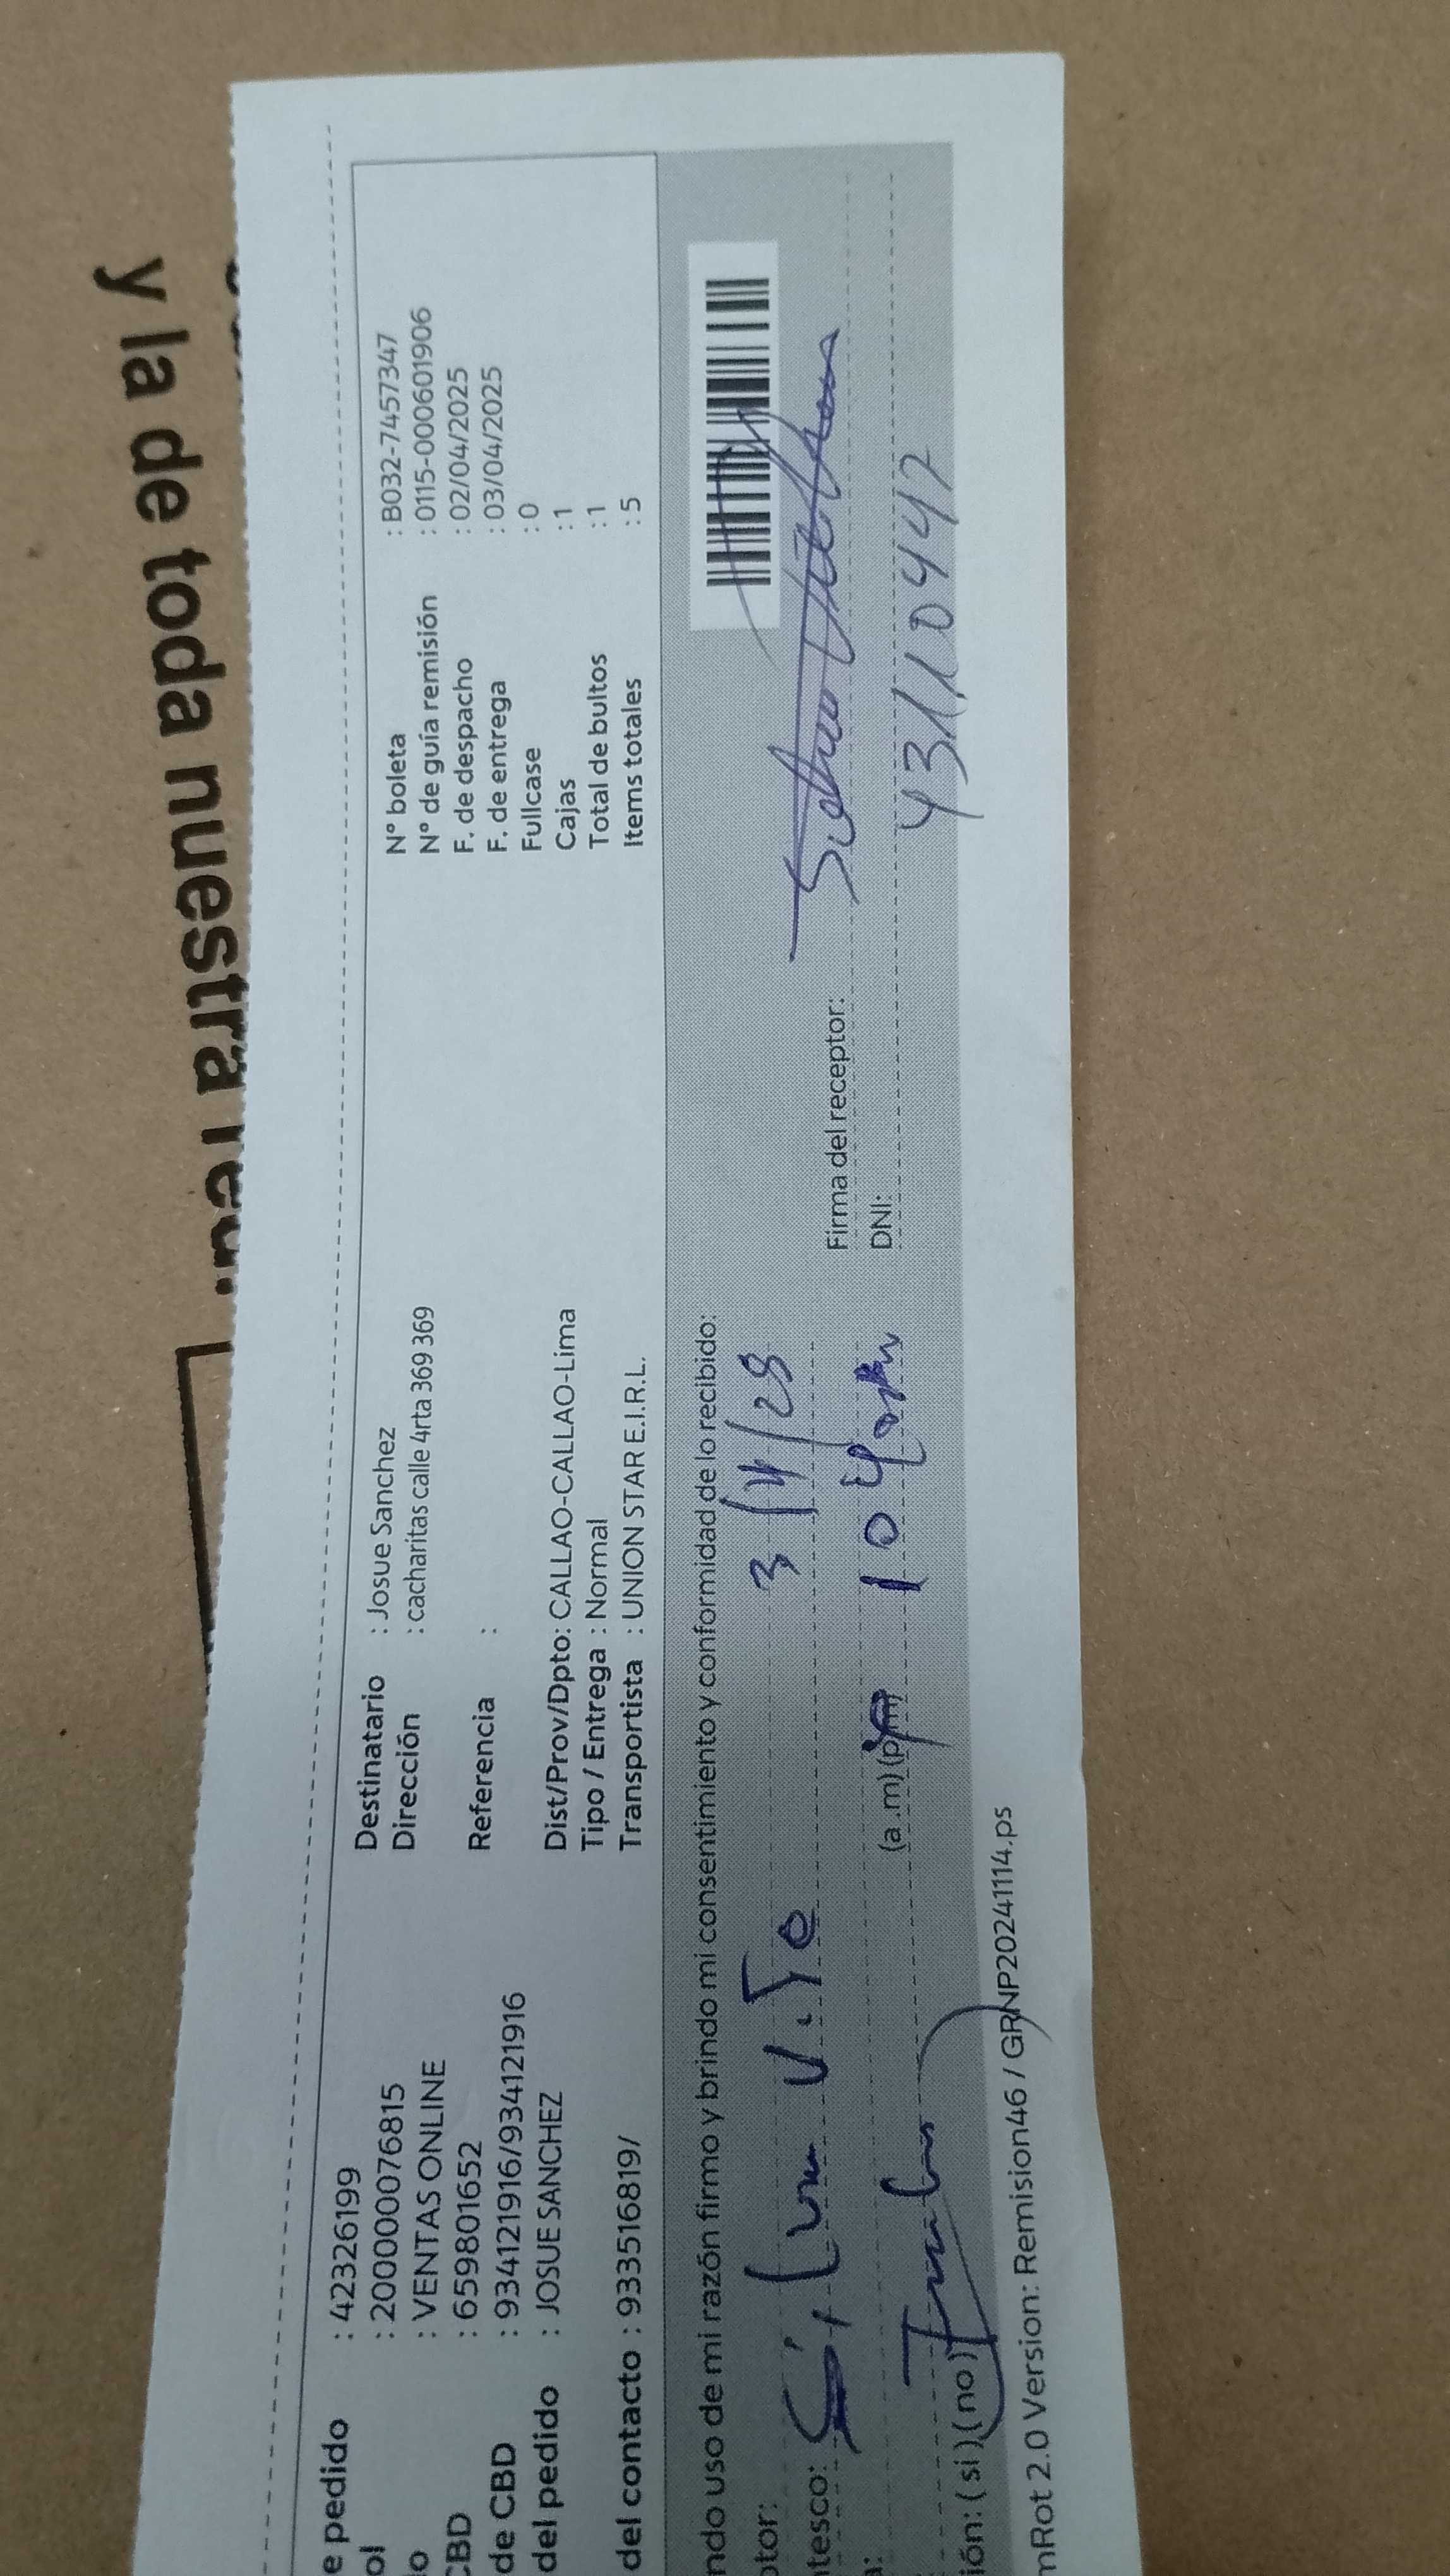 y la de toda nuestra red.
e pedido : 42326199
ol : 20000076815
o : VENTAS ONLINE
CBD : 659801652
de CBD : 934121916/934121916
del pedido : JOSUE SANCHEZ
del contacto : 933516819/
Destinatario : Josue Sanchez
Dirección : cacharitas calle 4rta 369 369
Referencia :
Dist/Prov/Dpto: CALLAO-CALLAO-Lima
Tipo / Entrega : Normal
Transportista : UNION STAR E.I.R.L.
N° boleta : B032-7457347
N° de guía remisión : 0115-000601906
F. de despacho : 02/04/2025
F. de entrega : 03/04/2025
Fullcase : 0
Cajas : 1
Total de bultos : 1
Items totales : 5
ndo uso de mi razón firmo y brindo mi consentimiento y conformidad de lo recibido:
ptor: 3/4/25
ntesco: (a .m) (p.m)
a:
ión: (si) (no)
Firma del receptor:
DNI: 43110442
mRot 2.0 Version: Remision46 / GRNP20241114.ps